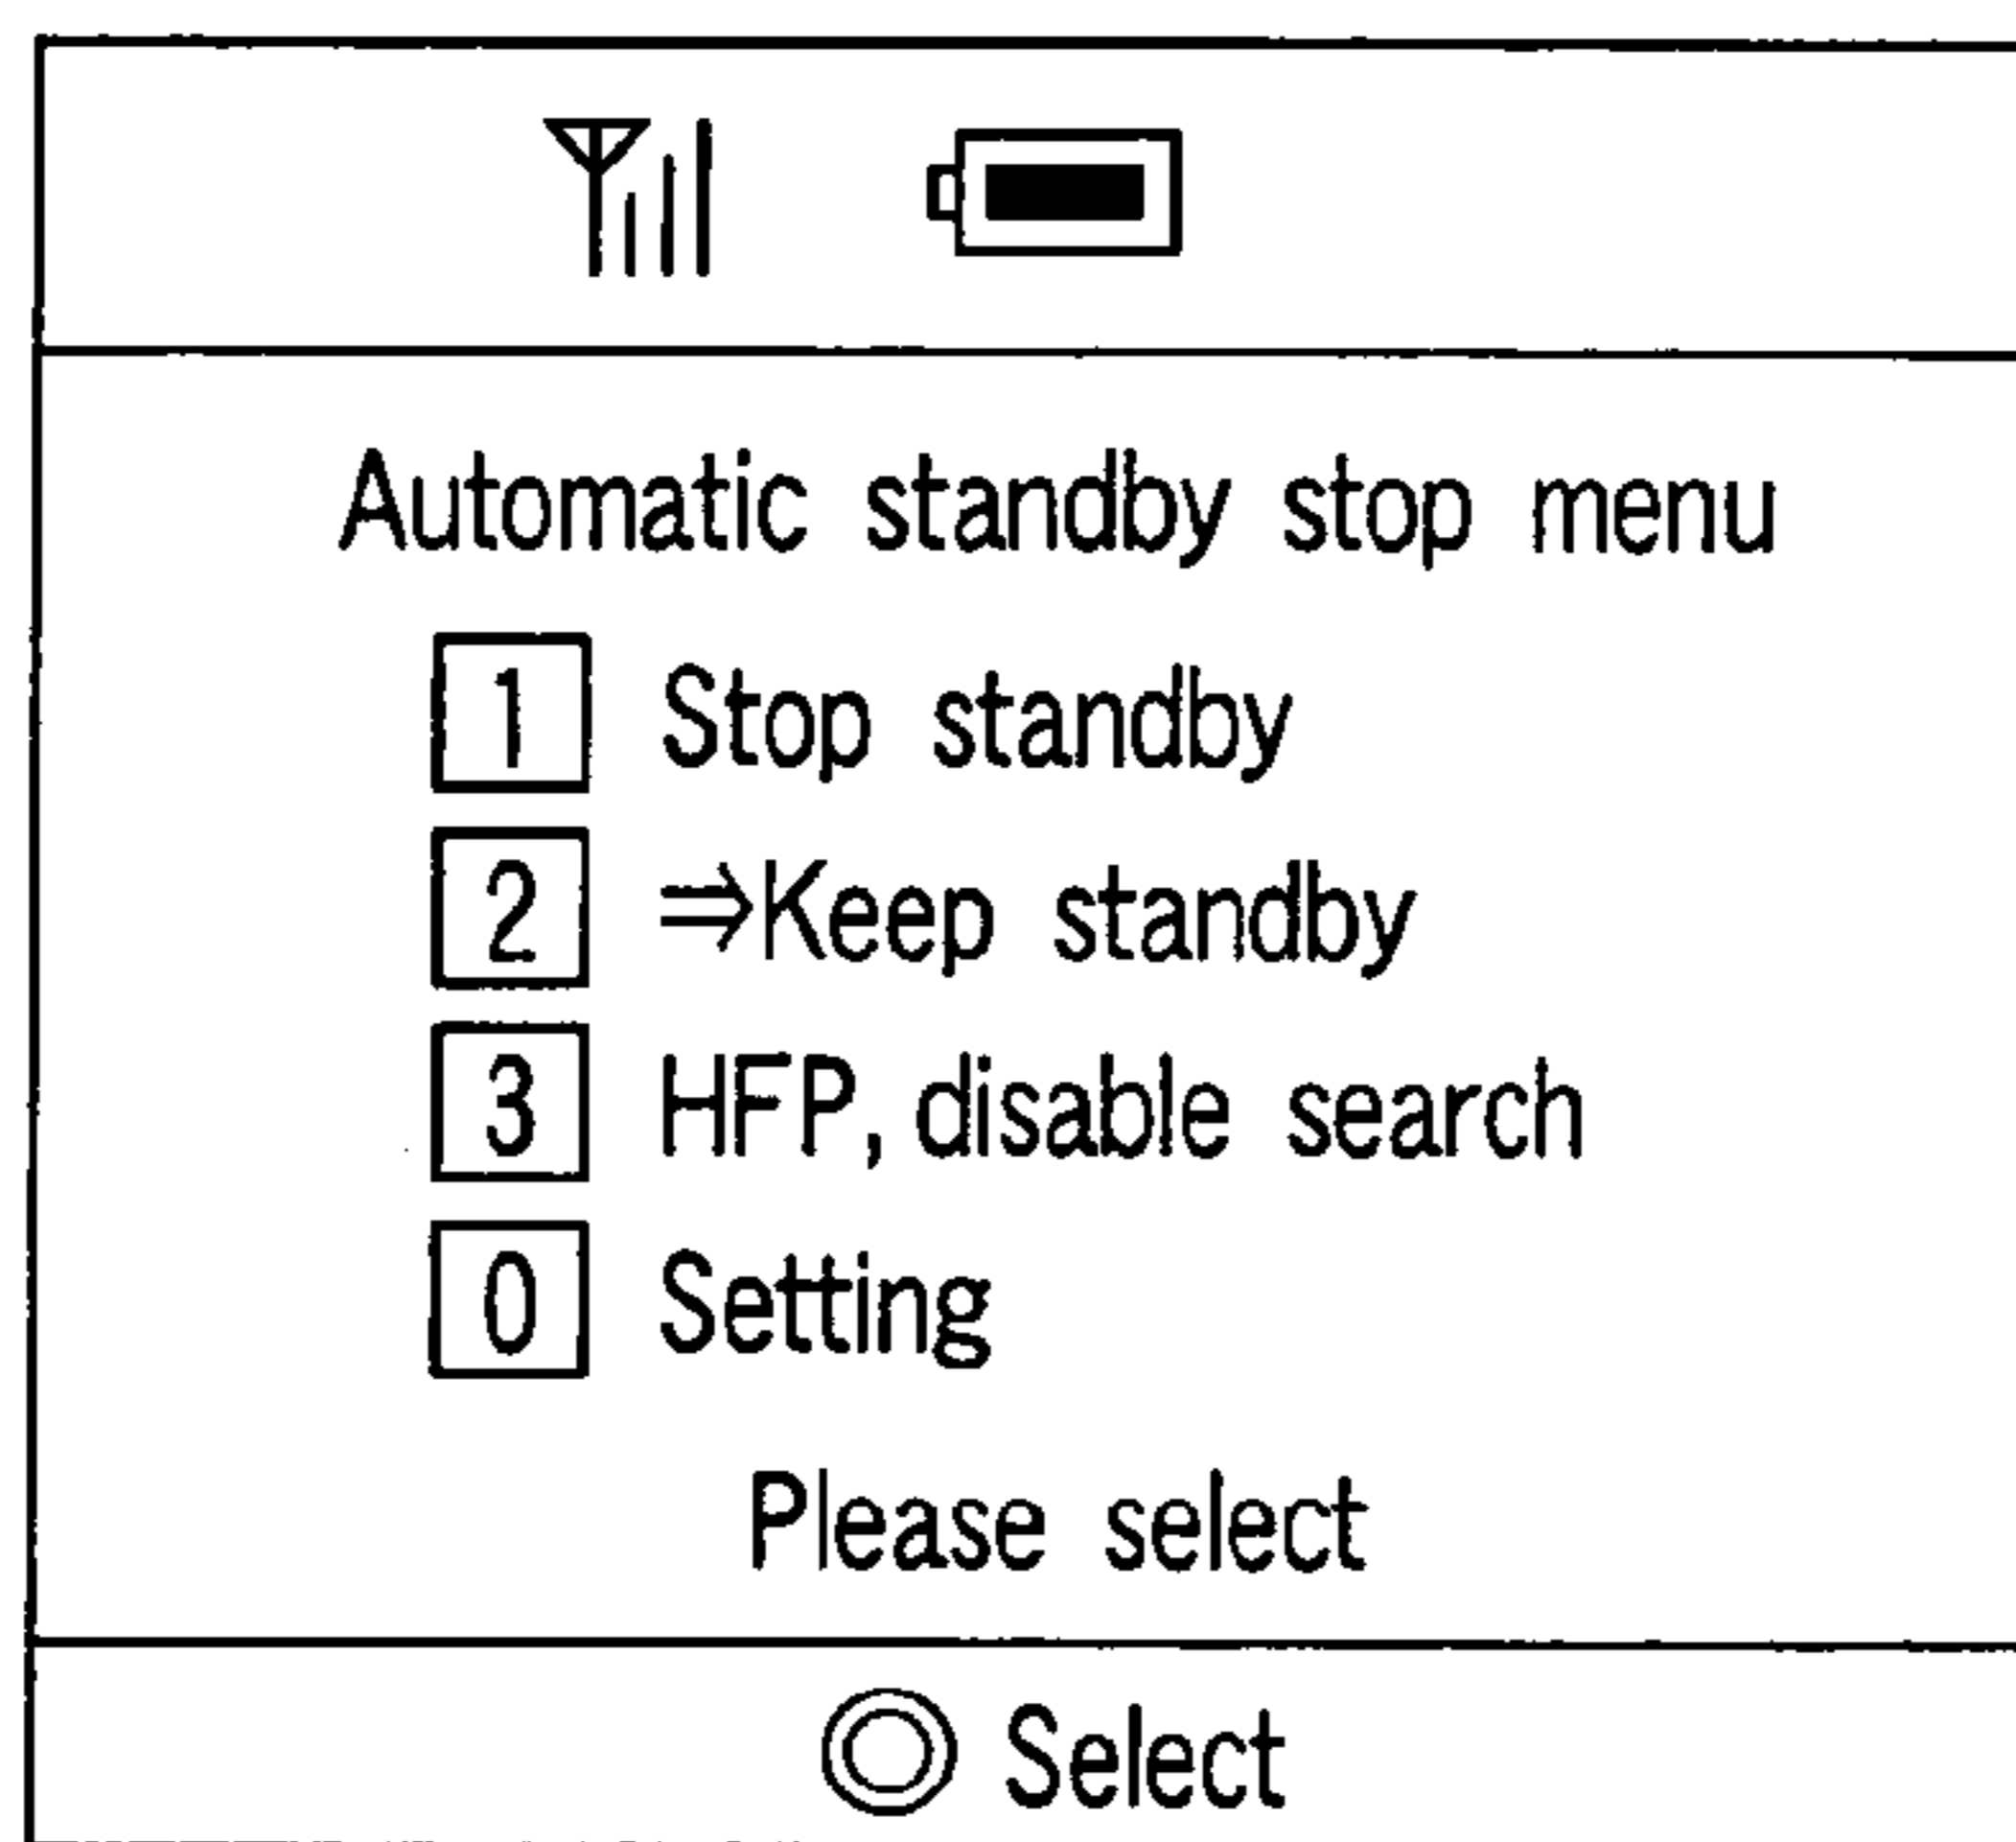 Automatic standby stop menu
1 Stop standby
2 ⇒Keep standby
3 HFP, disable search
0 Setting
Please select
◎ Select